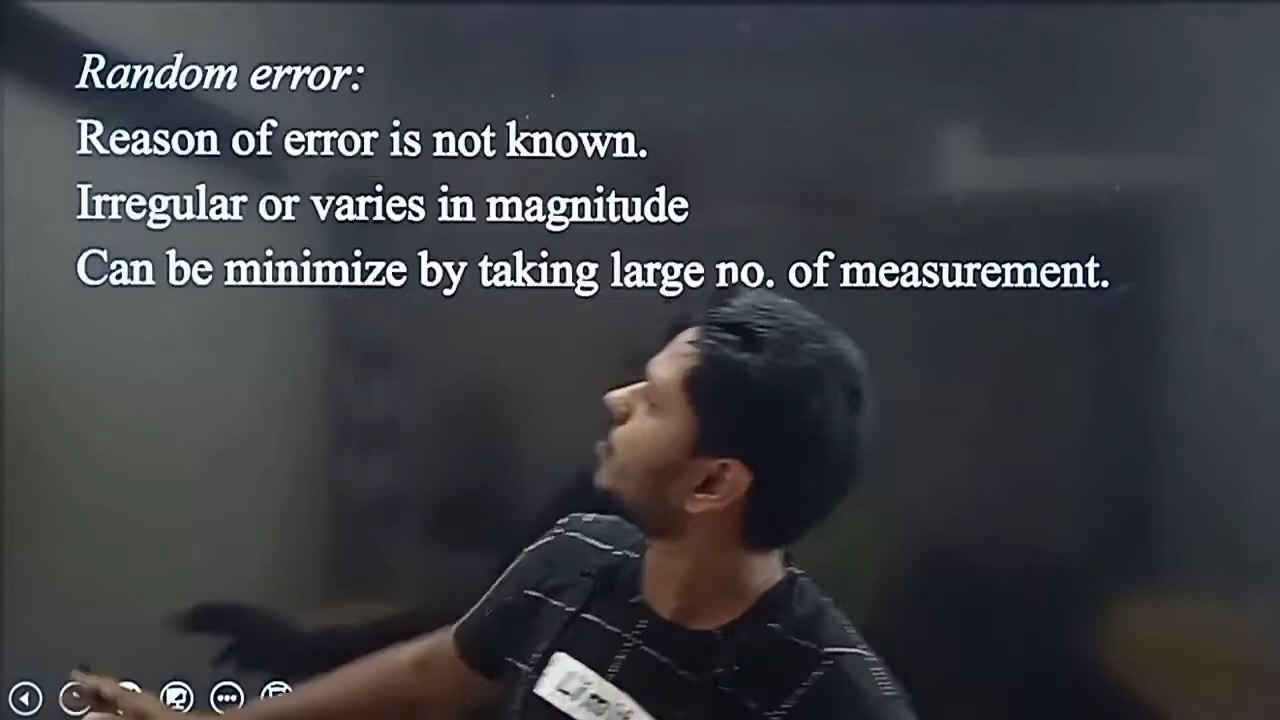 Random error:
Reason of error is not known.
Irregular or varies in magnitude
Can be minimize by taking large no. of measurement.